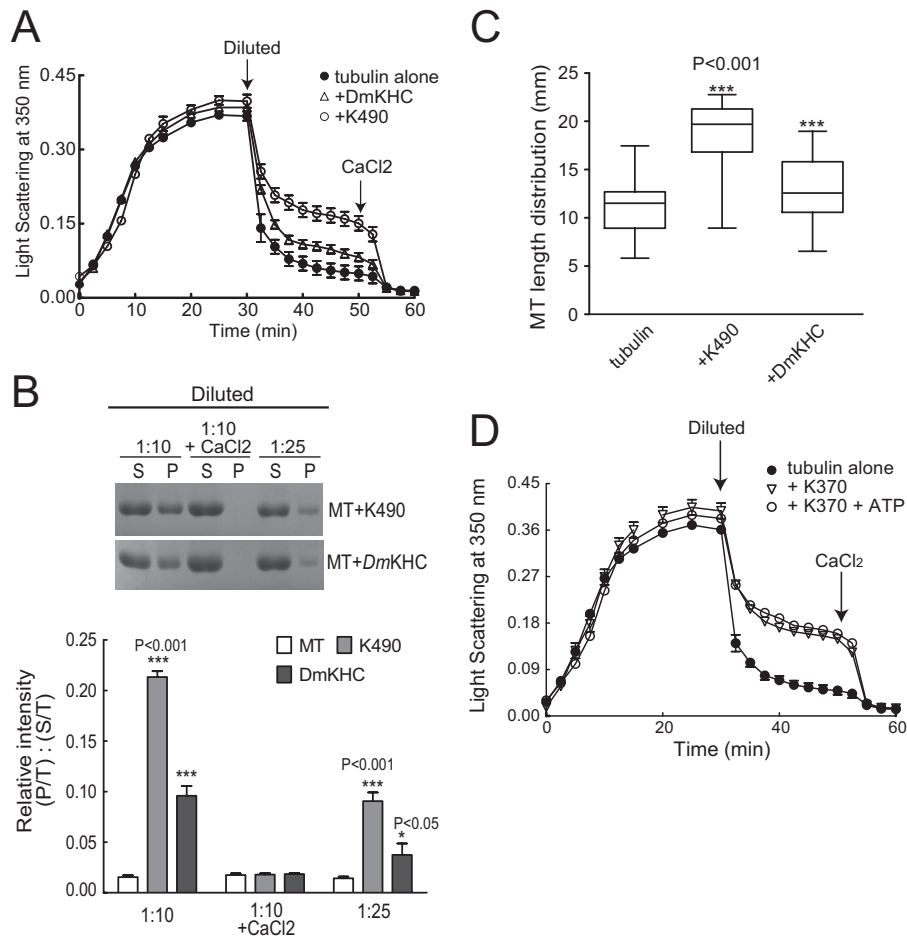 A
Diluted
tubulin alone
+DmKHC
+K490
CaCl2
0.45
0.30
0.15
0.00
Light Scattering at 350 nm
0 10 20 30 40 50 60
Time (min)
C
P<0.001
***
***
MT length distribution (mm)
25
20
15
10
5
0
tubulin
+K490
+DmKHC
B
Diluted
1:10
1:10
+ CaCl2
1:25
S P S P S P
MT+K490
MT+DmKHC
MT
K490
DmKHC
P<0.001
***
***
P<0.001
***
P<0.05
*
Relative intensity
(P/T) : (S/T)
0.25
0.20
0.15
0.10
0.05
0.00
1:10
1:10
+CaCl2
1:25
D
Diluted
tubulin alone
+ K370
+ K370 + ATP
CaCl2
Light Scattering at 350 nm
0.45
0.36
0.27
0.18
0.09
0.00
0 20 40 60
Time (min)